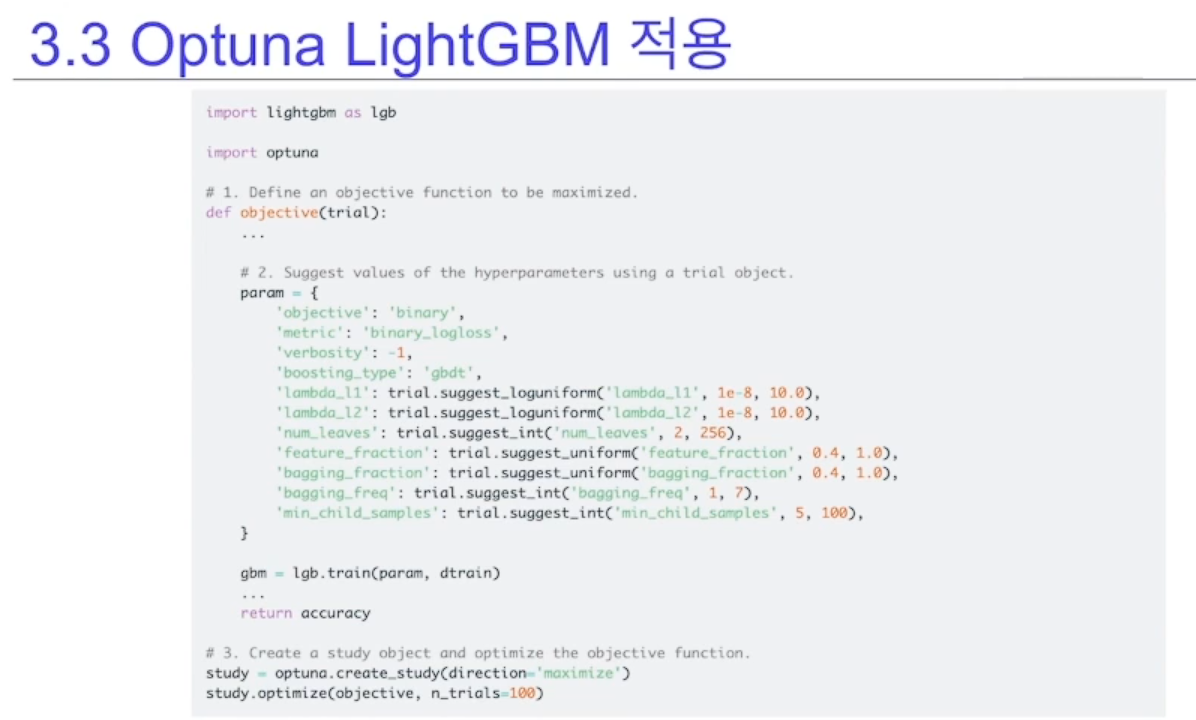 3.3 Optuna LightGBM 적용
import lightgbm as lgb
import optuna
# 1. Define an objective function to be maximized.
def objective(trial):
    ...
    # 2. Suggest values of the hyperparameters using a trial object.
    param = {
        'objective': 'binary',
        'metric': 'binary_logloss',
        'verbosity': -1,
        'boosting_type': 'gbdt',
        'lambda_l1': trial.suggest_loguniform('lambda_l1', 1e-8, 10.0),
        'lambda_l2': trial.suggest_loguniform('lambda_l2', 1e-8, 10.0),
        'num_leaves': trial.suggest_int('num_leaves', 2, 256),
        'feature_fraction': trial.suggest_uniform('feature_fraction', 0.4, 1.0),
        'bagging_fraction': trial.suggest_uniform('bagging_fraction', 0.4, 1.0),
        'bagging_freq': trial.suggest_int('bagging_freq', 1, 7),
        'min_child_samples': trial.suggest_int('min_child_samples', 5, 100),
    }
    gbm = lgb.train(param, dtrain)
    ...
    return accuracy
# 3. Create a study object and optimize the objective function.
study = optuna.create_study(direction='maximize')
study.optimize(objective, n_trials=100)